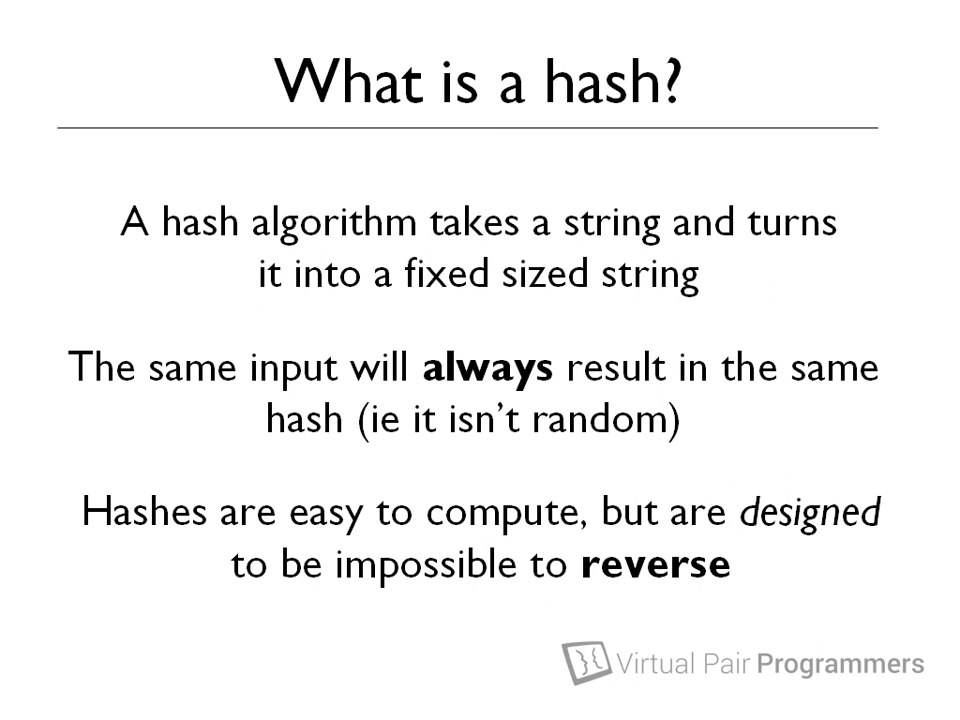 What is a hash?
A hash algorithm takes a string and turns
it into a fixed sized string
The same input will always result in the same
hash (ie it isn’t random)
Hashes are easy to compute, but are designed
to be impossible to reverse
Virtual Pair Programmers